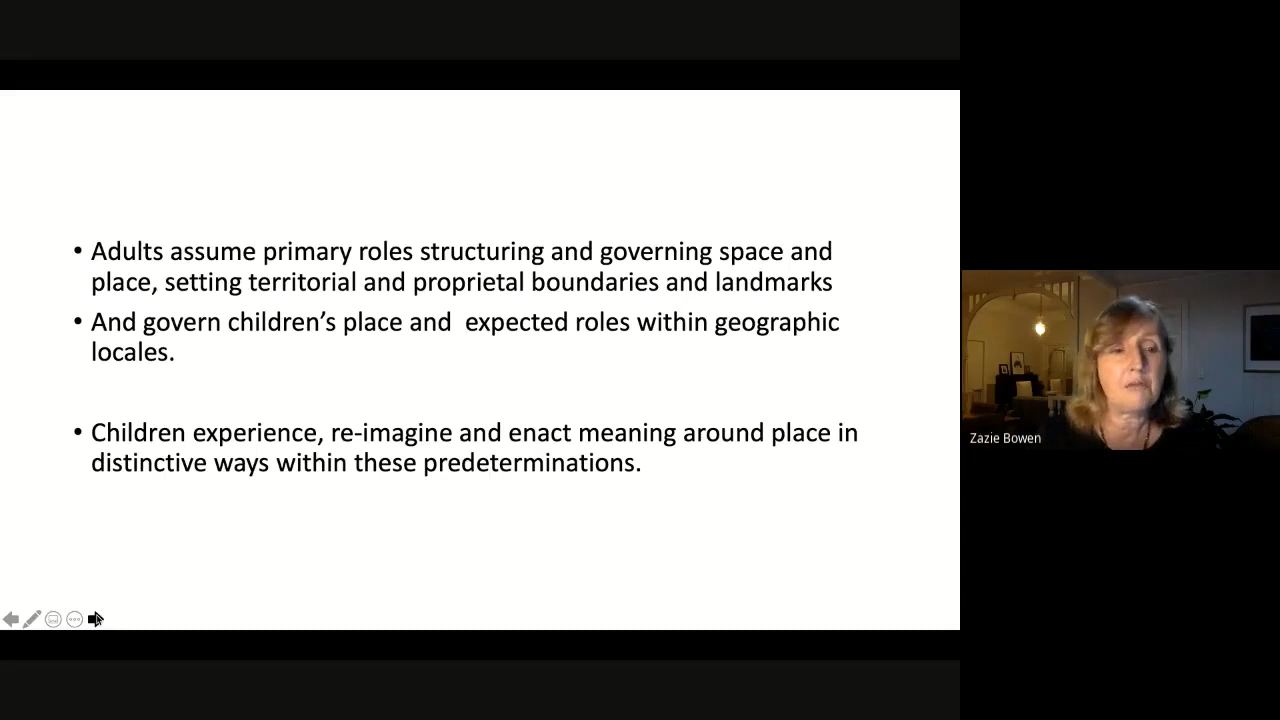 • Adults assume primary roles structuring and governing space and
place, setting territorial and proprietal boundaries and landmarks
• And govern children’s place and  expected roles within geographic
locales.
• Children experience, re-imagine and enact meaning around place in
distinctive ways within these predeterminations.
Zazie Bowen